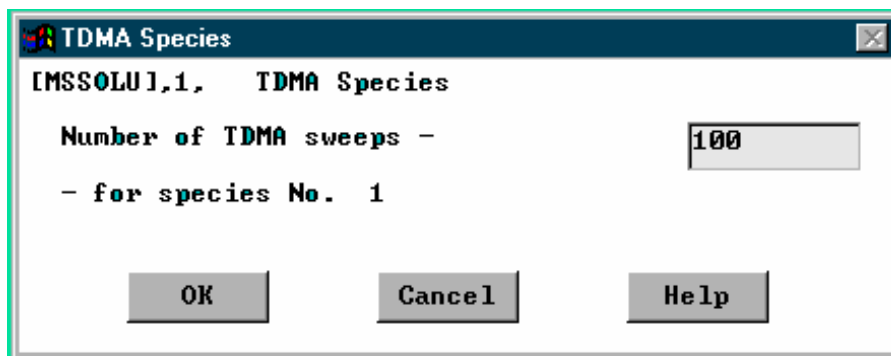 TDMA Species
[MSSOLU],1, TDMA Species
Number of TDMA sweeps –
100
– for species No. 1
OK Cancel Help